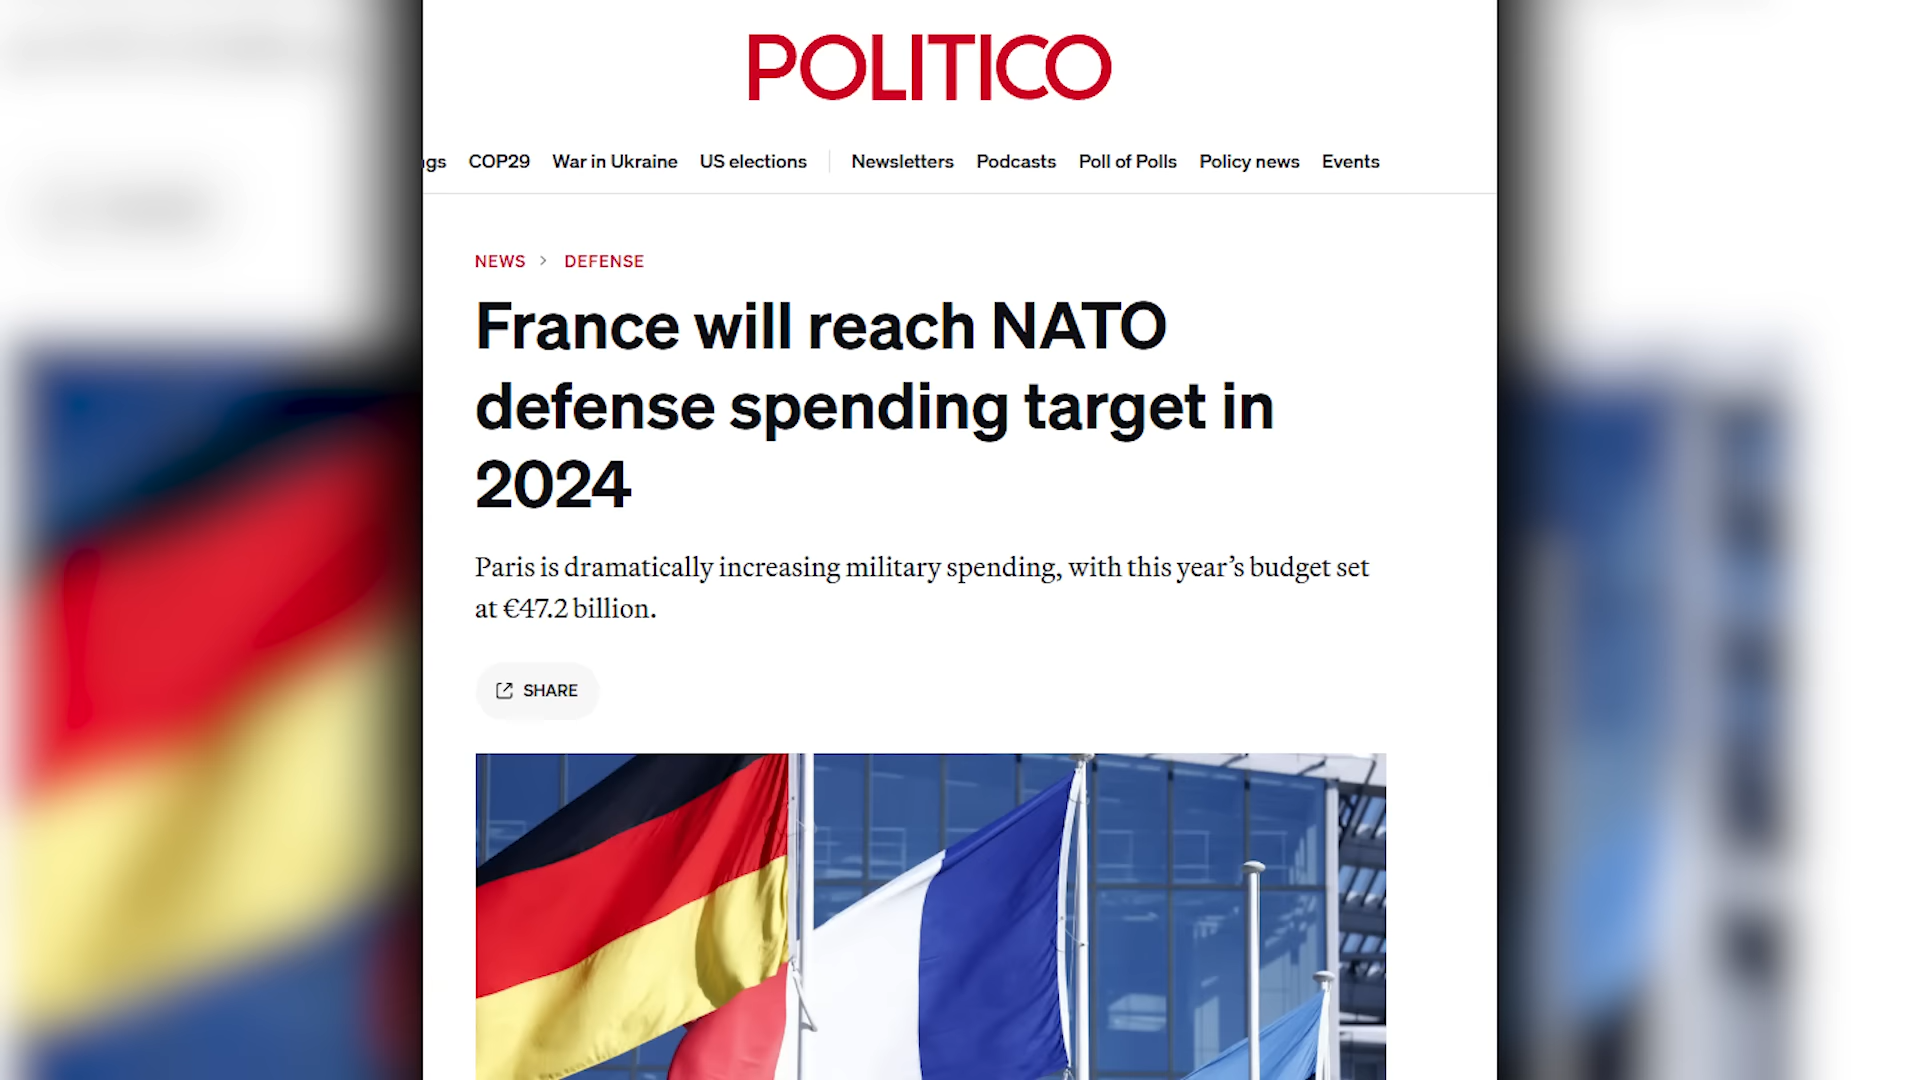 POLITICO
COP29 War in Ukraine US elections Newsletters Podcasts Poll of Polls Policy news Events
NEWS > DEFENSE
France will reach NATO
defense spending target in
2024
Paris is dramatically increasing military spending, with this year’s budget set
at €47.2 billion.
SHARE